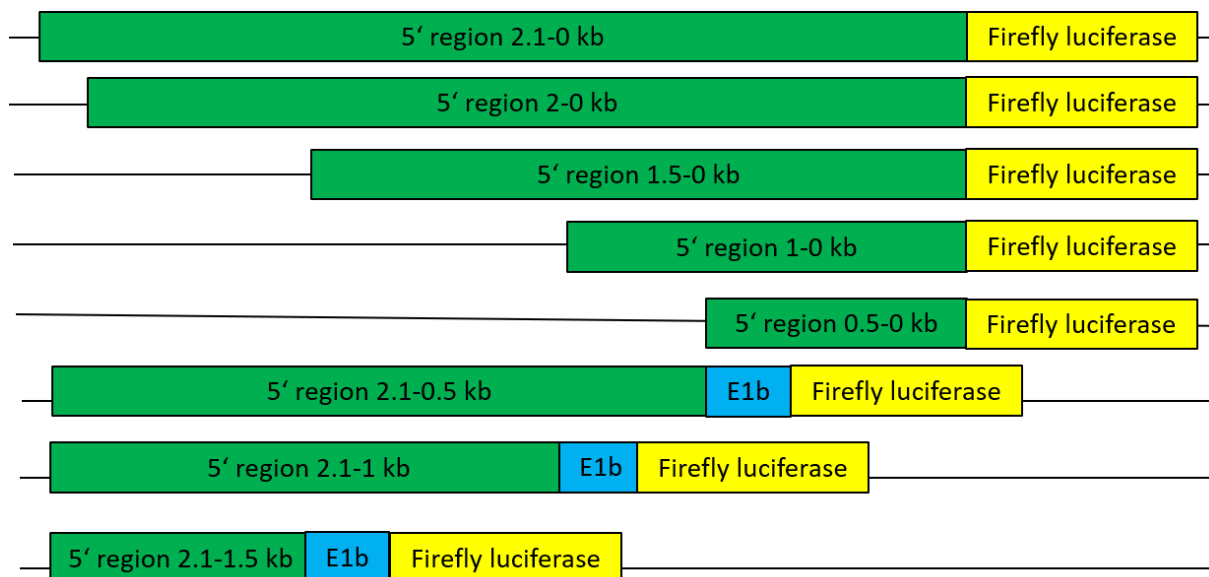 5‘ region 2.1-0 kb Firefly luciferase
5‘ region 2-0 kb Firefly luciferase
5‘ region 1.5-0 kb Firefly luciferase
5‘ region 1-0 kb Firefly luciferase
5‘ region 0.5-0 kb Firefly luciferase
5‘ region 2.1-0.5 kb E1b Firefly luciferase
5‘ region 2.1-1 kb E1b Firefly luciferase
5‘ region 2.1-1.5 kb E1b Firefly luciferase